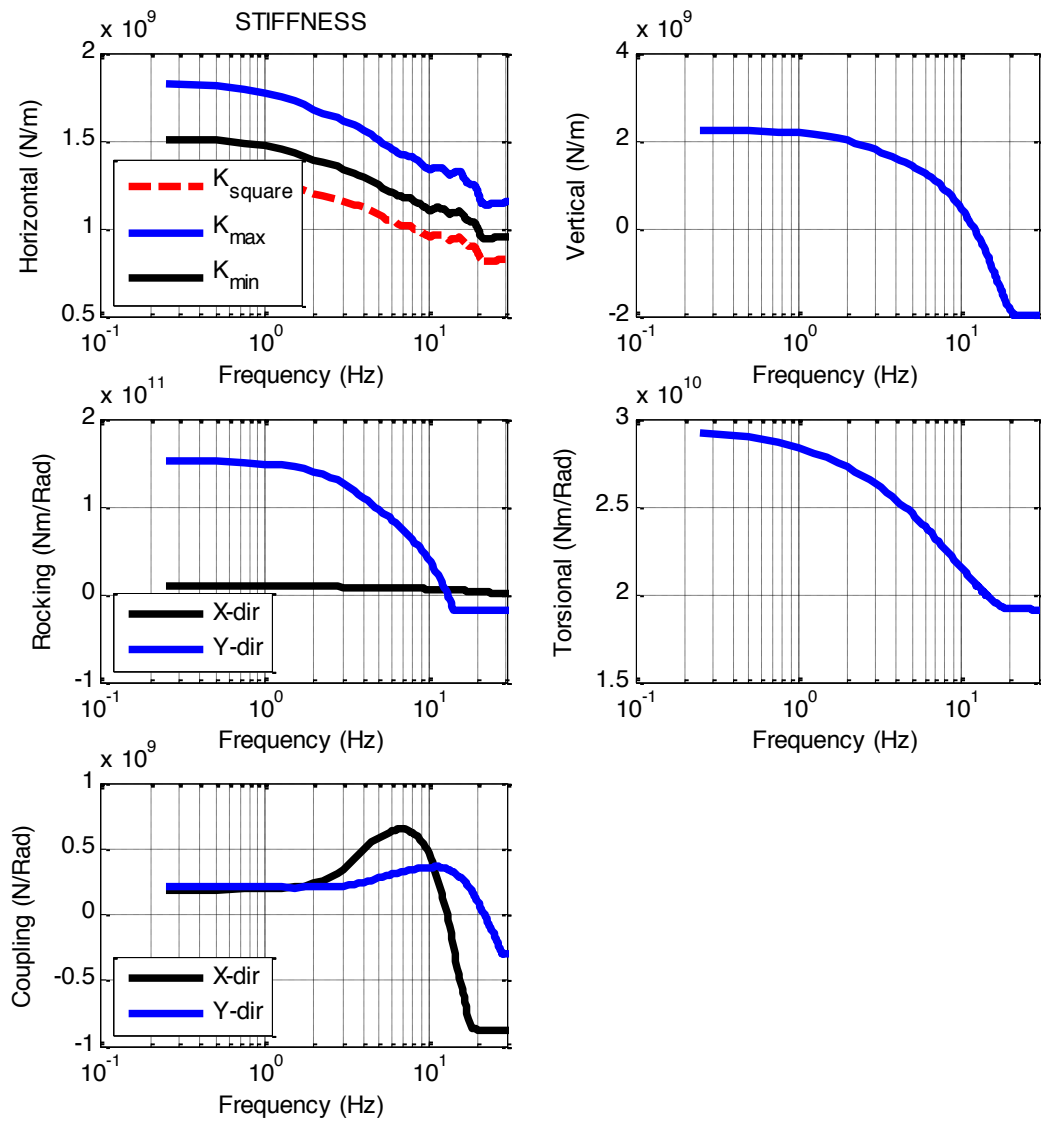 STIFFNESS
x 10^9
2
1.5
1
0.5
Horizontal (N/m)
K_square
K_max
K_min
10^-1
10^0
10^1
Frequency (Hz)
x 10^9
4
2
0
-2
Vertical (N/m)
10^-1
10^0
10^1
Frequency (Hz)
x 10^11
2
1
0
-1
Rocking (Nm/Rad)
X-dir
Y-dir
10^-1
10^0
10^1
Frequency (Hz)
x 10^10
3
2.5
2
1.5
Torsional (Nm/Rad)
10^-1
10^0
10^1
Frequency (Hz)
x 10^9
1
0.5
0
-0.5
-1
Coupling (N/Rad)
X-dir
Y-dir
10^-1
10^0
10^1
Frequency (Hz)